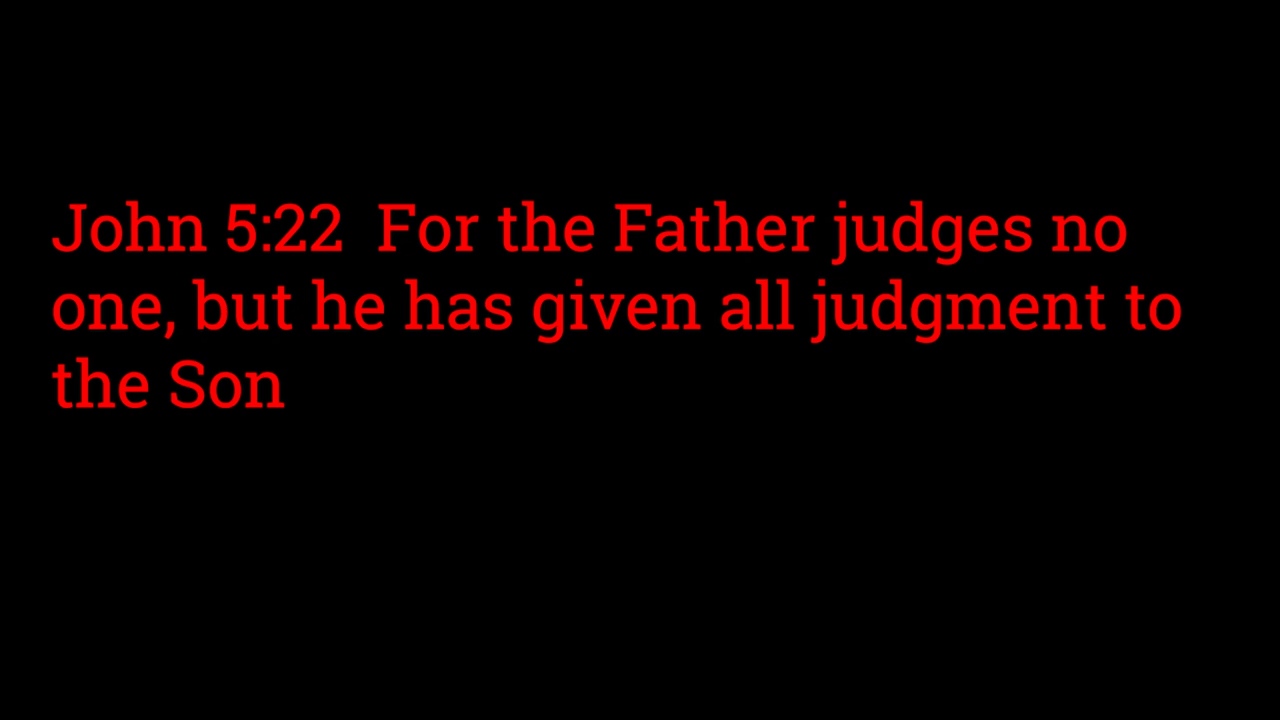 John 5:22  For the Father judges no
one, but he has given all judgment to
the Son